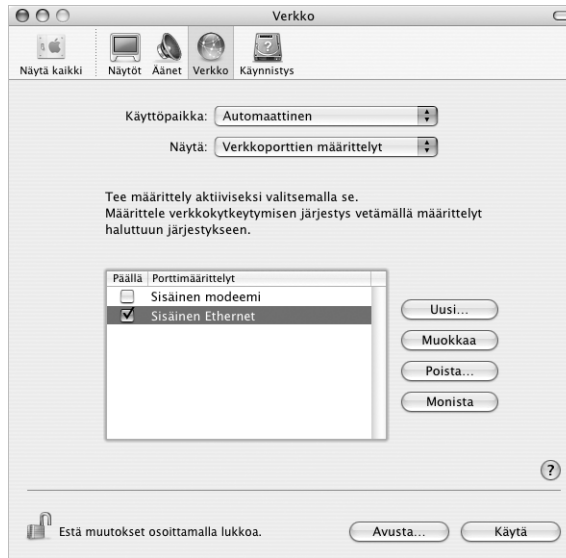 Verkko
Näytä kaikki
Näytöt Äänet Verkko Käynnistys
Käyttöpaikka: Automaattinen
Näytä: Verkkoporttien määrittelyt
Tee määrittely aktiiviseksi valitsemalla se.
Määrittele verkkokytkeytymisen järjestys vetämällä määrittelyt
haluttuun järjestykseen.
Päällä Porttimäärittelyt
Sisäinen modeemi
Sisäinen Ethernet
Uusi...
Muokkaa
Poista...
Monista
?
Estä muutokset osoittamalla lukkoa.
Avusta...
Käytä